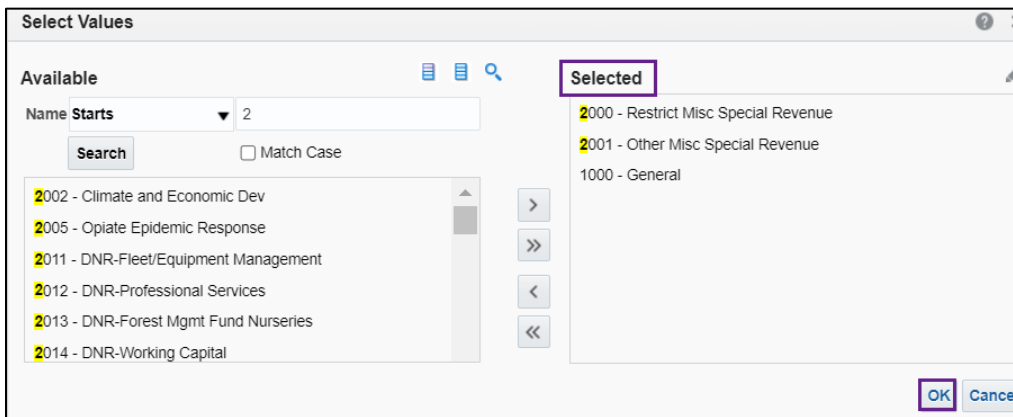 Select Values
Available
Name Starts 2
Search Match Case
2002 - Climate and Economic Dev
2005 - Opiate Epidemic Response
2011 - DNR-Fleet/Equipment Management
2012 - DNR-Professional Services
2013 - DNR-Forest Mgmt Fund Nurseries
2014 - DNR-Working Capital
Selected
2000 - Restrict Misc Special Revenue
2001 - Other Misc Special Revenue
1000 - General
OK Cance